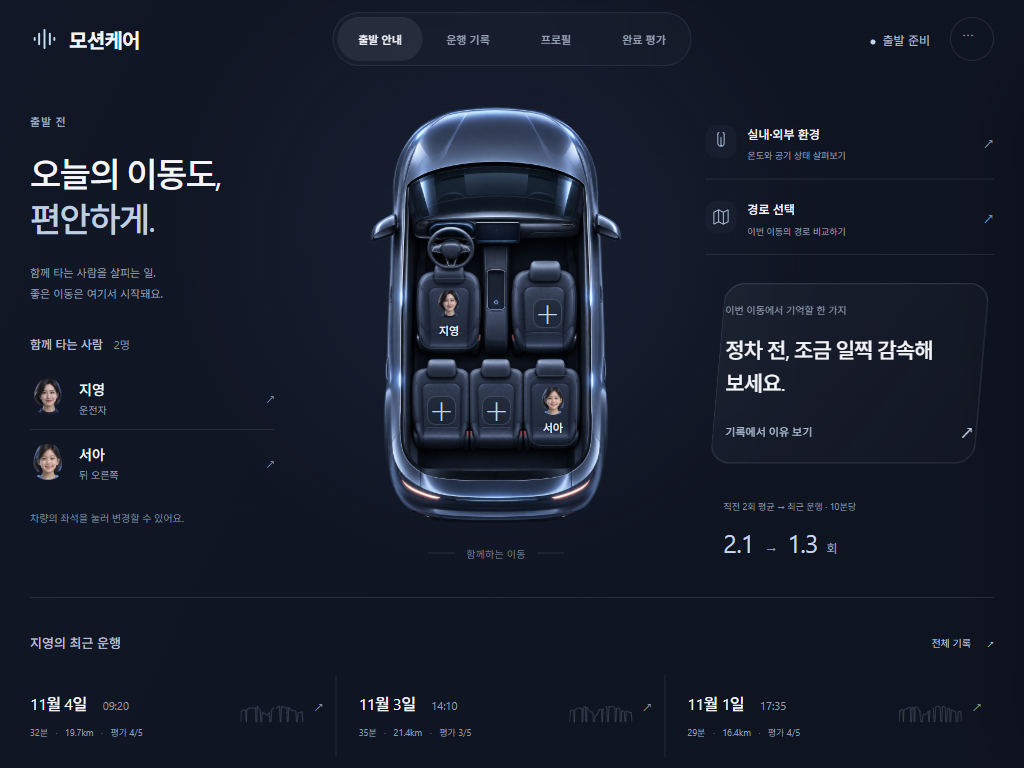 모션케어
출발 안내
운행 기록
프로필
완료 평가
출발 준비
...
출발 전
오늘의 이동도,
편안하게.
함께 타는 사람을 살피는 일.
좋은 이동은 여기서 시작돼요.
함께 타는 사람 2명
지영
운전자
서아
뒤 오른쪽
차량의 좌석을 눌러 변경할 수 있어요.
지영
서아
함께하는 이동
실내·외부 환경
온도와 공기 상태 살펴보기
경로 선택
이번 이동의 경로 비교하기
이번 이동에서 기억할 한 가지
정차 전, 조금 일찍 감속해
보세요.
기록에서 이유 보기
직전 2회 평균 → 최근 운행 · 10분당
2.1 → 1.3 회
지영의 최근 운행
전체 기록
11월 4일 09:20
32분 · 19.7km · 평가 4/5
11월 3일 14:10
35분 · 21.4km · 평가 3/5
11월 1일 17:35
29분 · 16.4km · 평가 4/5